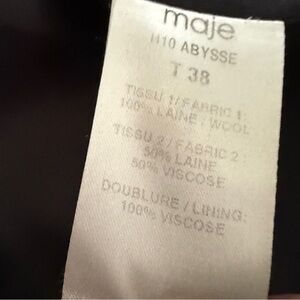 maje
H10 ABYSSE
T 38
TISSU 1 / FABRIC 1 :
100% LAINE / WOOL
TISSU 2 / FABRIC 2 :
50% LAINE
50% VISCOSE
DOUBLURE / LINING:
100% VISCOSE